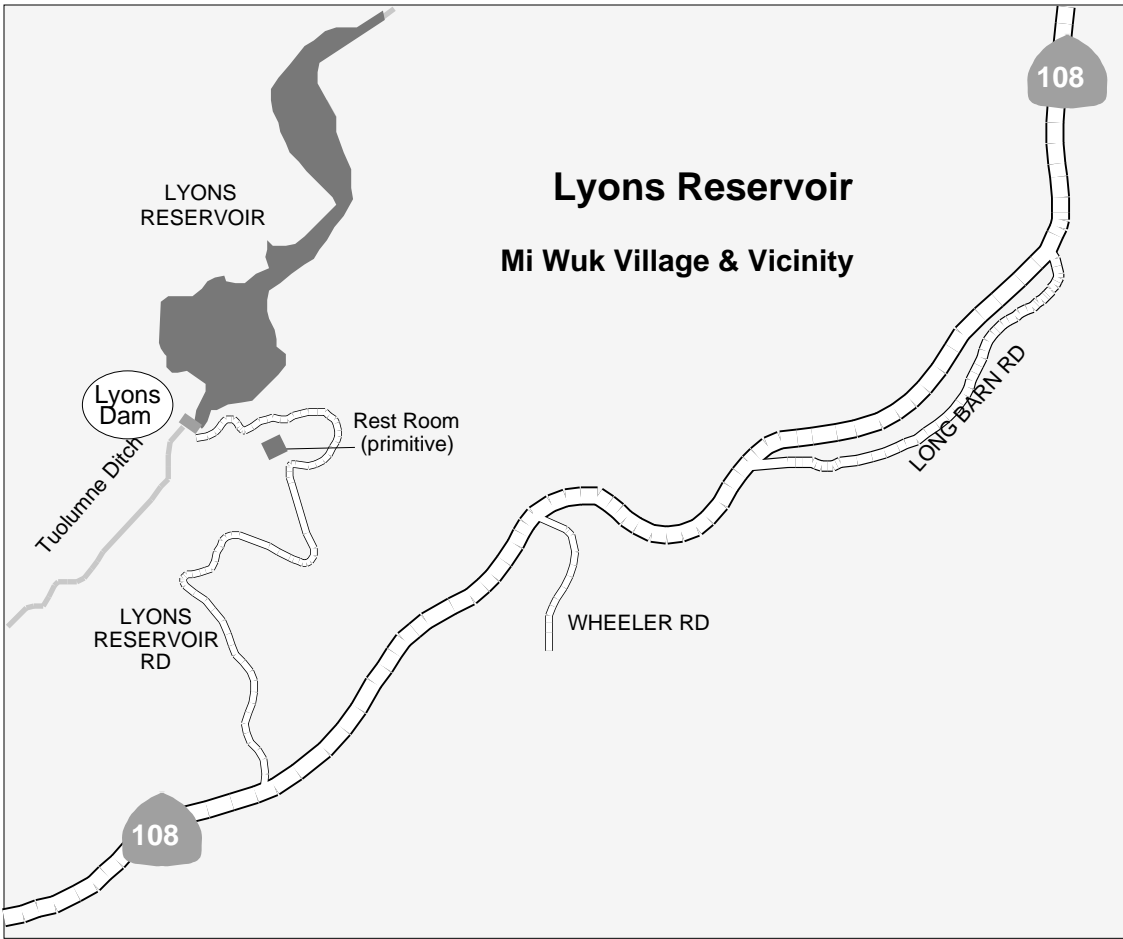 108
Lyons Reservoir
LYONS
RESERVOIR
Mi Wuk Village & Vicinity
LONG BARN RD
Lyons
Dam
Rest Room
(primitive)
Tuolumne Ditch
LYONS
RESERVOIR
RD
WHEELER RD
108